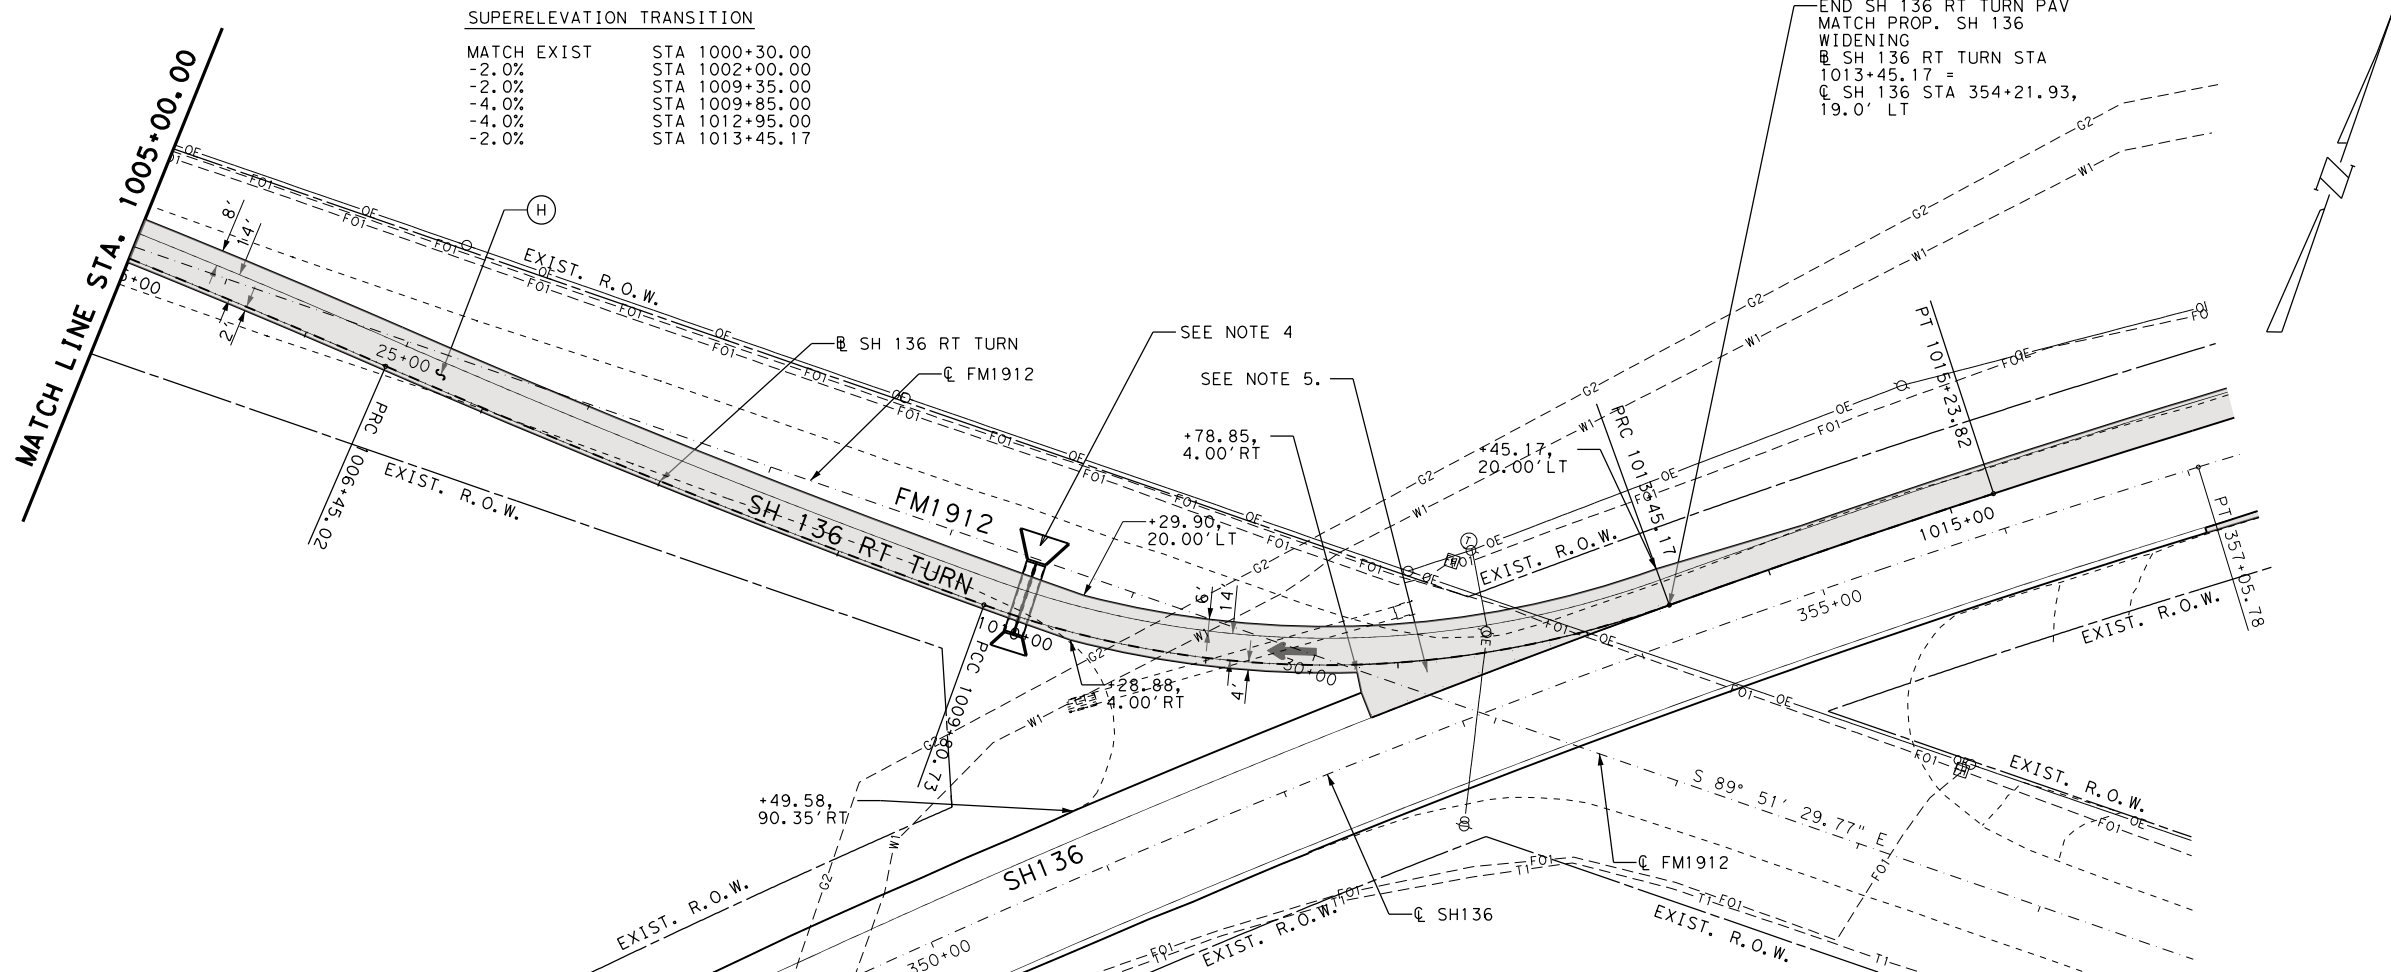 SUPERELEVATION TRANSITION
MATCH EXIST STA 1000+30.00
-2.0% STA 1002+00.00
-2.0% STA 1009+35.00
-4.0% STA 1009+85.00
-4.0% STA 1012+95.00
-2.0% STA 1013+45.17
END SH 136 RT TURN PAV
MATCH PROP. SH 136
WIDENING
℄ SH 136 RT TURN STA
1013+45.17 =
℄ SH 136 STA 354+21.93,
19.0' LT
MATCH LINE STA. 1005+00.00
OE
FO1
8'
14'
2'
H
EXIST. R.O.W.
25+00
PRC 1006+45.02
EXIST. R.O.W.
℄ SH 136 RT TURN
℄ FM1912
SEE NOTE 4
SEE NOTE 5.
+78.85,
4.00'RT
+45.17,
20.00'LT
PRC 1013+45.17
PT 1015+23.82
G2
W1
FM1912
SH 136 RT TURN
+29.90,
20.00'LT
6'
14'
4'
30+00
1010+00
PCC 1009+80.73
+28.88,
4.00'RT
+49.58,
90.35'RT
EXIST. R.O.W.
1015+00
355+00
PT 357+05.78
EXIST. R.O.W.
EXIST. R.O.W.
S 89° 51' 29.77" E
℄ FM1912
℄ SH136
SH136
350+00
EXIST. R.O.W.
EXIST. R.O.W.
EXIST. R.O.W.
T1